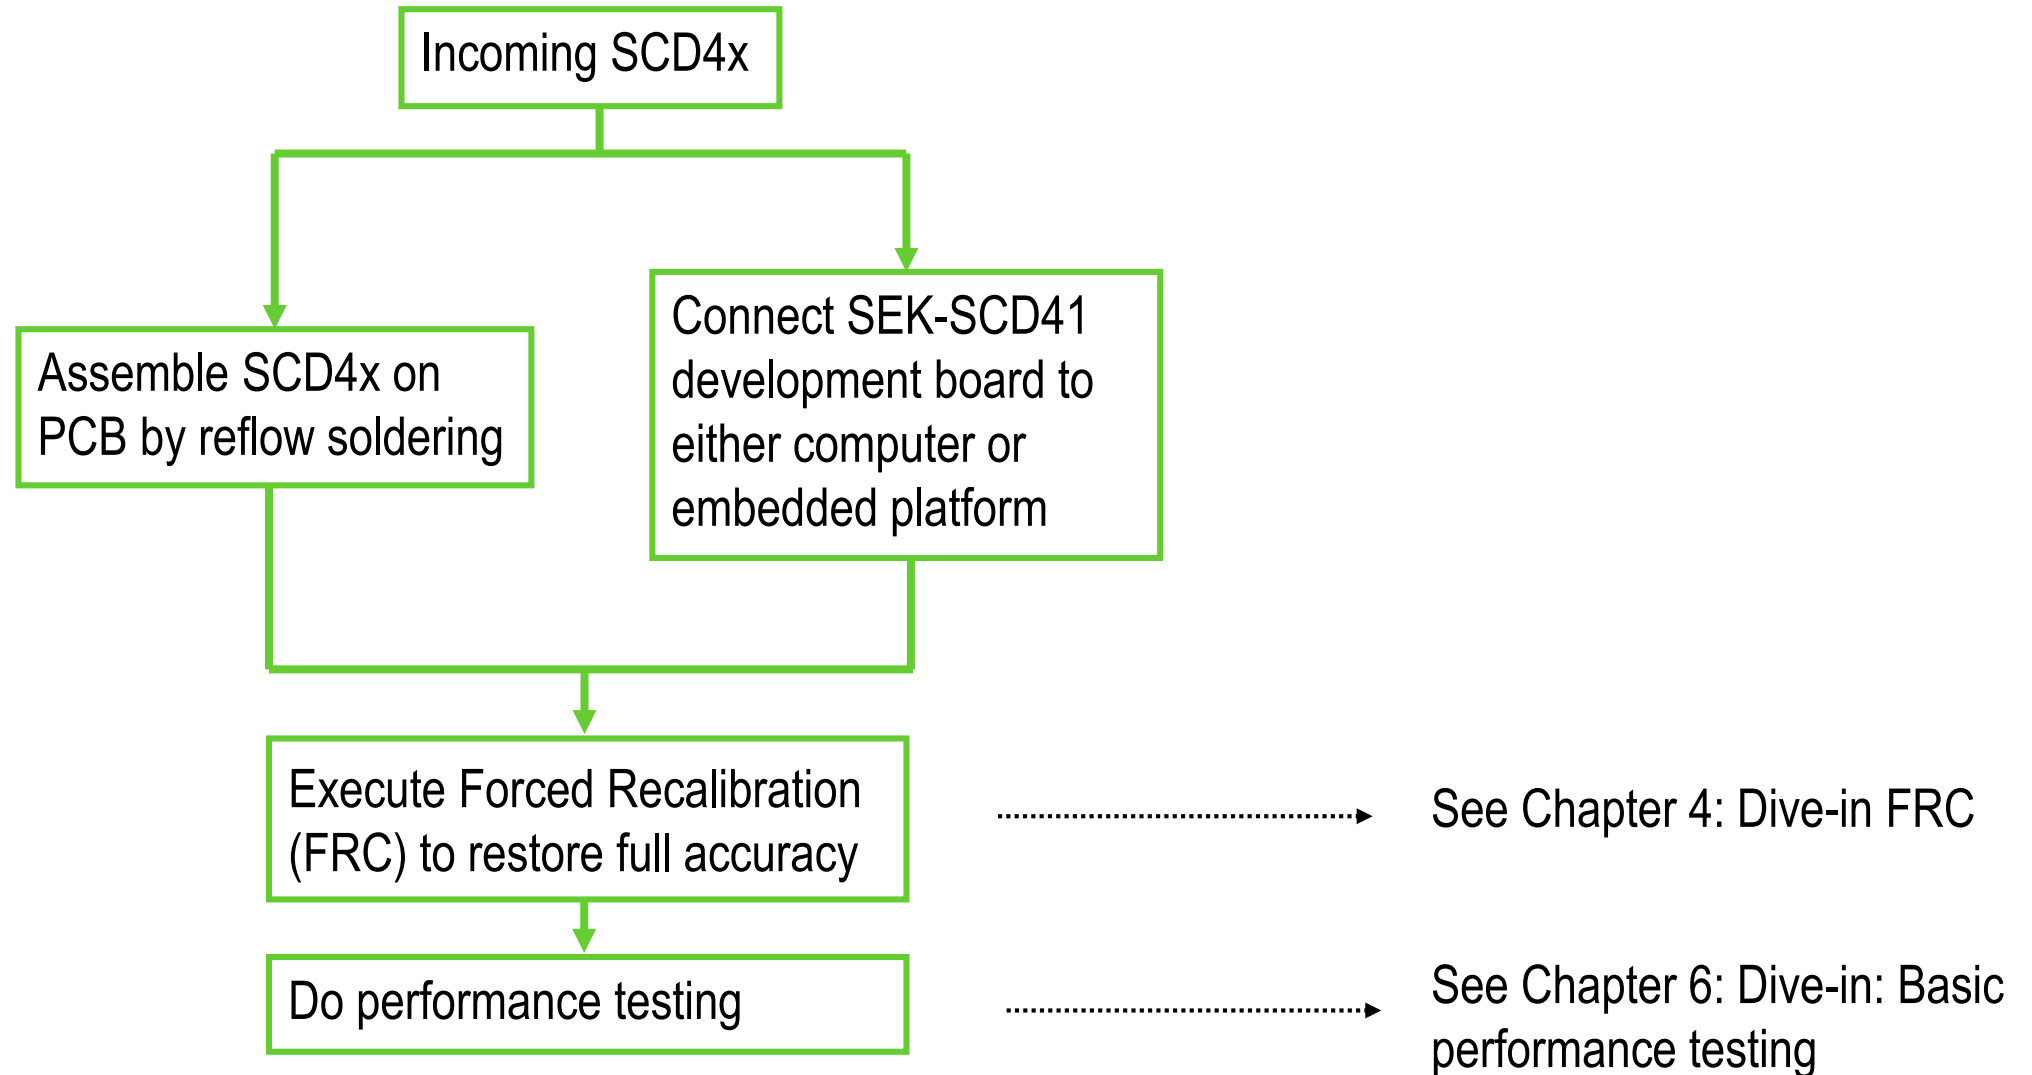 Incoming SCD4x
Assemble SCD4x on
PCB by reflow soldering
Connect SEK-SCD41
development board to
either computer or
embedded platform
Execute Forced Recalibration
(FRC) to restore full accuracy
See Chapter 4: Dive-in FRC
Do performance testing
See Chapter 6: Dive-in: Basic
performance testing